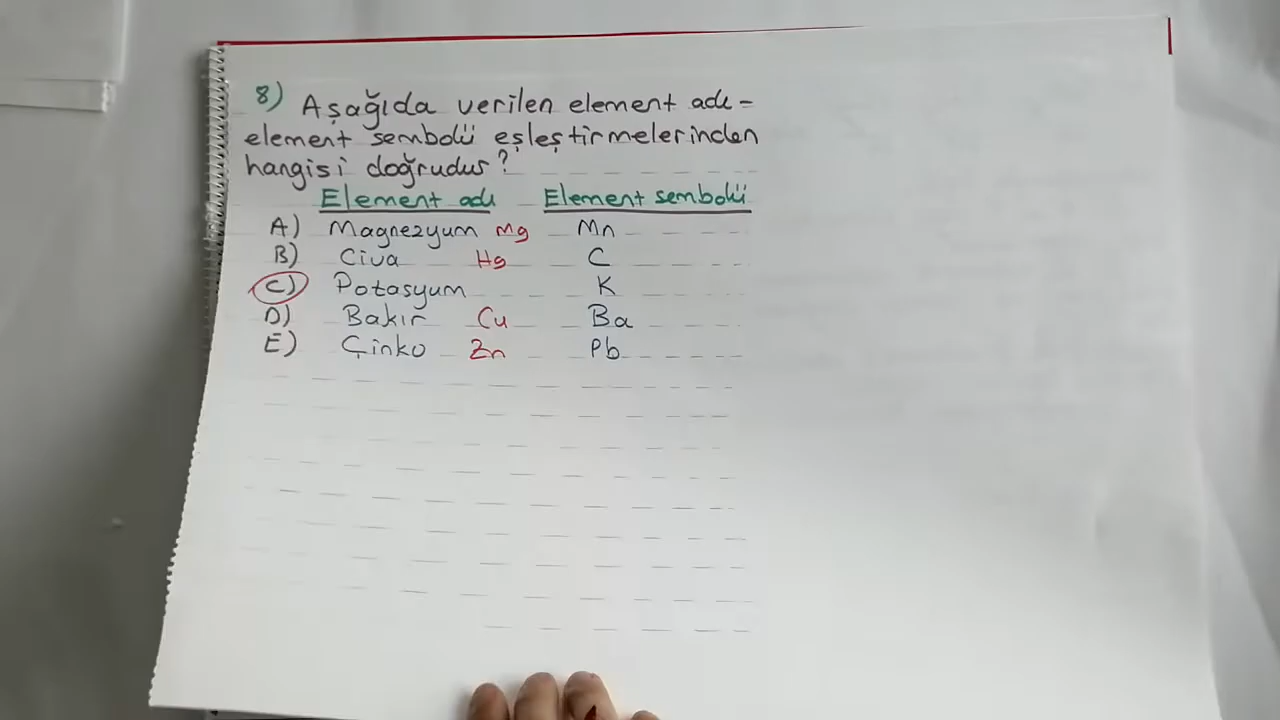 8) Aşağıda verilen element adı-
element sembolü eşleştirmelerinden
hangisi doğrudur?
Element adı Element sembolü
A) Magnezyum Mg Mn
B) Civa Hg C
C) Potasyum K
D) Bakır Cu Ba
E) Çinko Zn Pb